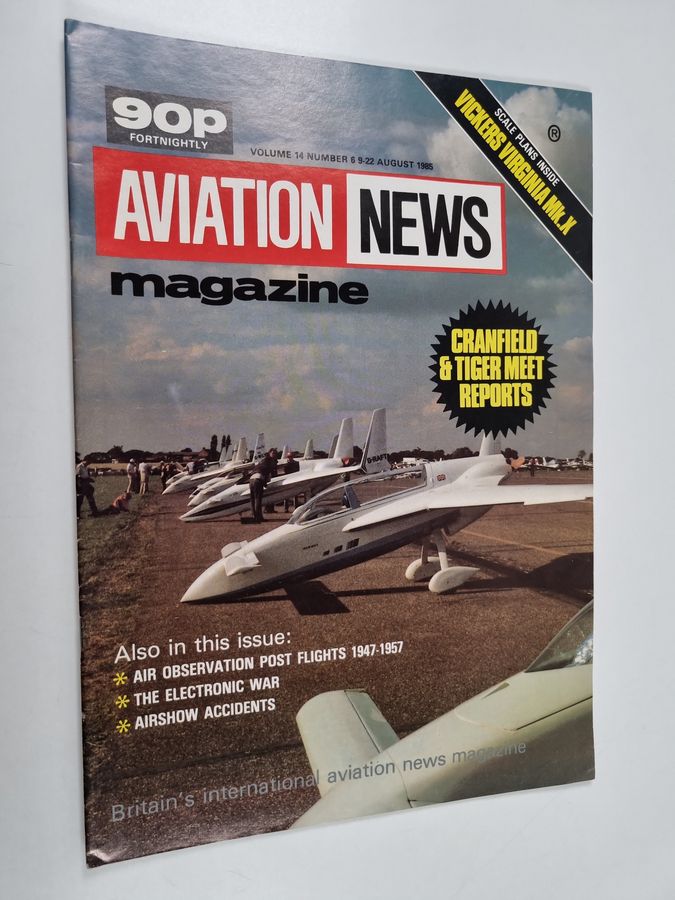 90p
FORTNIGHTLY
VOLUME 14 NUMBER 6 9-22 AUGUST 1985
SCALE PLANS INSIDE
VICKERS VIRGINIA Mk.X
®
AVIATION NEWS
magazine
CRANFIELD
& TIGER MEET
REPORTS
G-RAFT
Also in this issue:
* AIR OBSERVATION POST FLIGHTS 1947-1957
* THE ELECTRONIC WAR
* AIRSHOW ACCIDENTS
Britain's international aviation news magazine